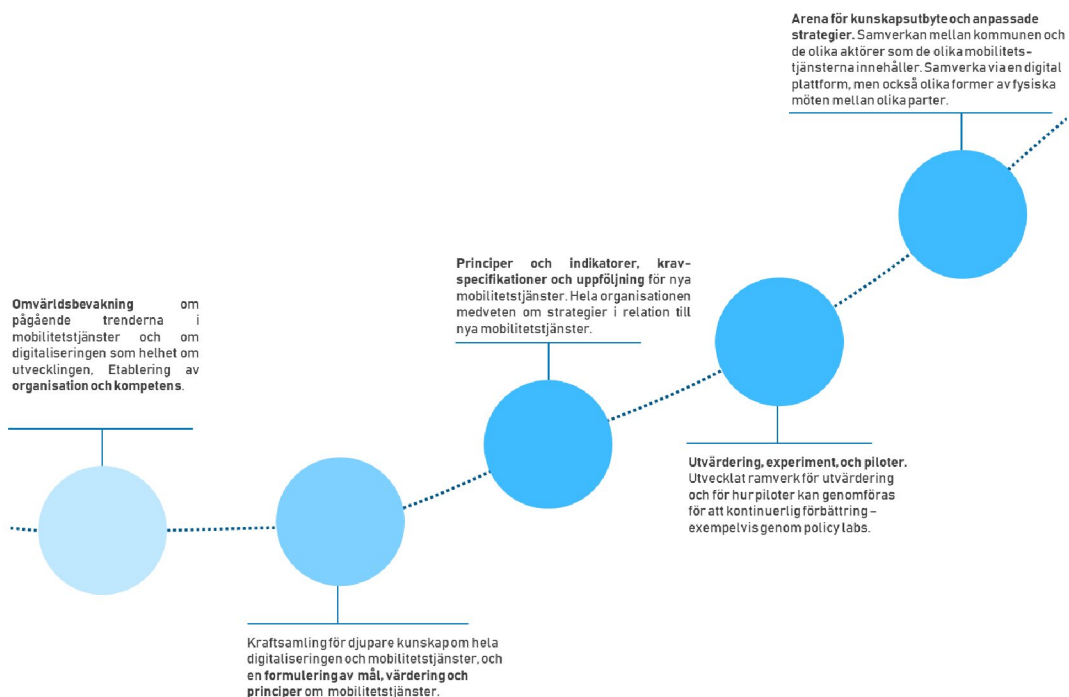 Omvärldsbevakning om
pågående trenderna i
mobilitetstjänster och om
digitaliseringen som helhet om
utvecklingen. Etablering av
organisation och kompetens.
Kraftsamling för djupare kunskap om hela
digitaliseringen och mobilitetstjänster, och
en formulering av mål, värdering och
principer om mobilitetstjänster.
Principer och indikatorer, krav-
specifikationer och uppföljning för nya
mobilitetstjänster. Hela organisationen
medveten om strategier i relation till
nya mobilitetstjänster.
Utvärdering, experiment, och piloter.
Utvecklat ramverk för utvärdering
och för hur piloter kan genomföras
för att kontinuerlig förbättring –
exempelvis genom policy labs.
Arena för kunskapsutbyte och anpassade
strategier. Samverkan mellan kommunen och
de olika aktörer som de olika mobilitets-
tjänsterna innehåller. Samverka via en digital
plattform, men också olika former av fysiska
möten mellan olika parter.